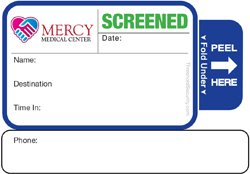 MERCY
MEDICAL CENTER
SCREENED
Date:
Name:
Destination
Time In:
Phone:
Fold Under
PEEL
HERE